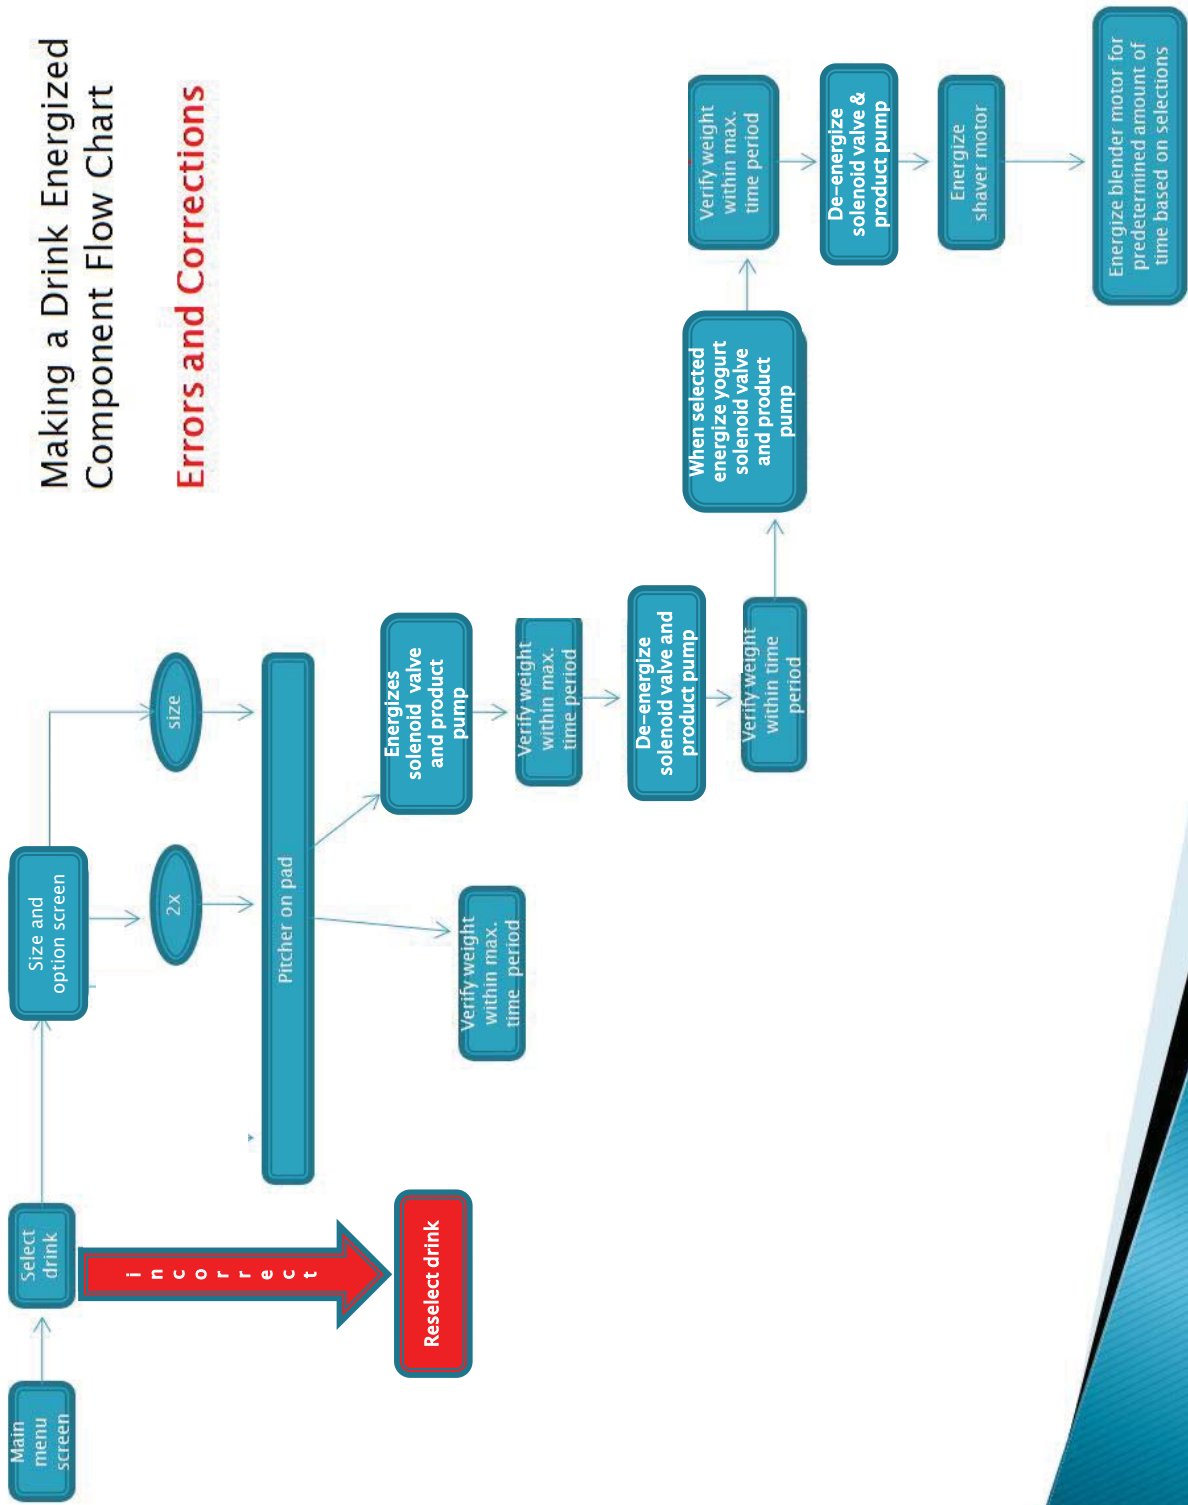 Making a Drink Energized
Component Flow Chart
Errors and Corrections
Main
menu
screen
Select
drink
Size and
option screen
incorrect
Reselect drink
2x
size
Pitcher on pad
Verify weight
within max.
time period
Energizes
solenoid valve
and product
pump
Verify weight
within max.
time period
De-energize
solenoid valve and
product pump
Verify weight
within time
period
When selected
energize yogurt
solenoid valve
and product
pump
Verify weight
within max.
time period
De-energize
solenoid valve &
product pump
Energize
shaver motor
Energize blender motor for
predetermined amount of
time based on selections